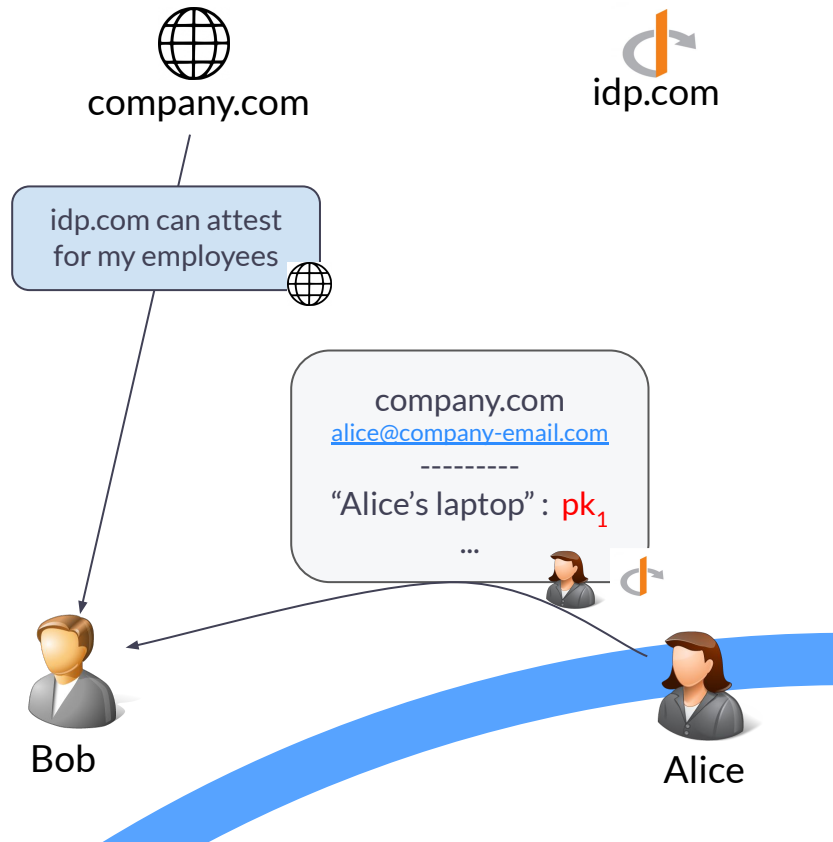 company.com
idp.com
idp.com can attest
for my employees
company.com
alice@company-email.com
---------
“Alice’s laptop” : pk1
...
Bob
Alice